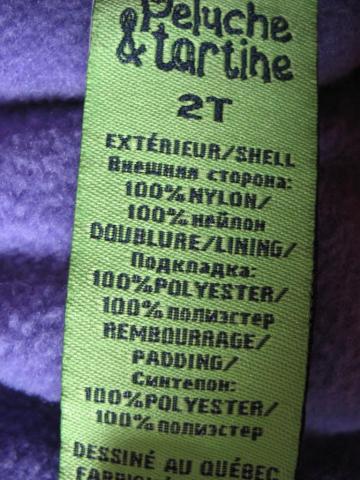 Peluche
& tartine
2T
EXTÉRIEUR/SHELL
Внешняя сторона:
100%NYLON/
100%нейлон
DOUBLURE/LINING/
Подкладка:
100%POLYESTER/
100%полиэстер
REMBOURRAGE/
PADDING/
Синтепон:
100%POLYESTER/
100%полиэстер
DESSINÉ AU QUÉBEC